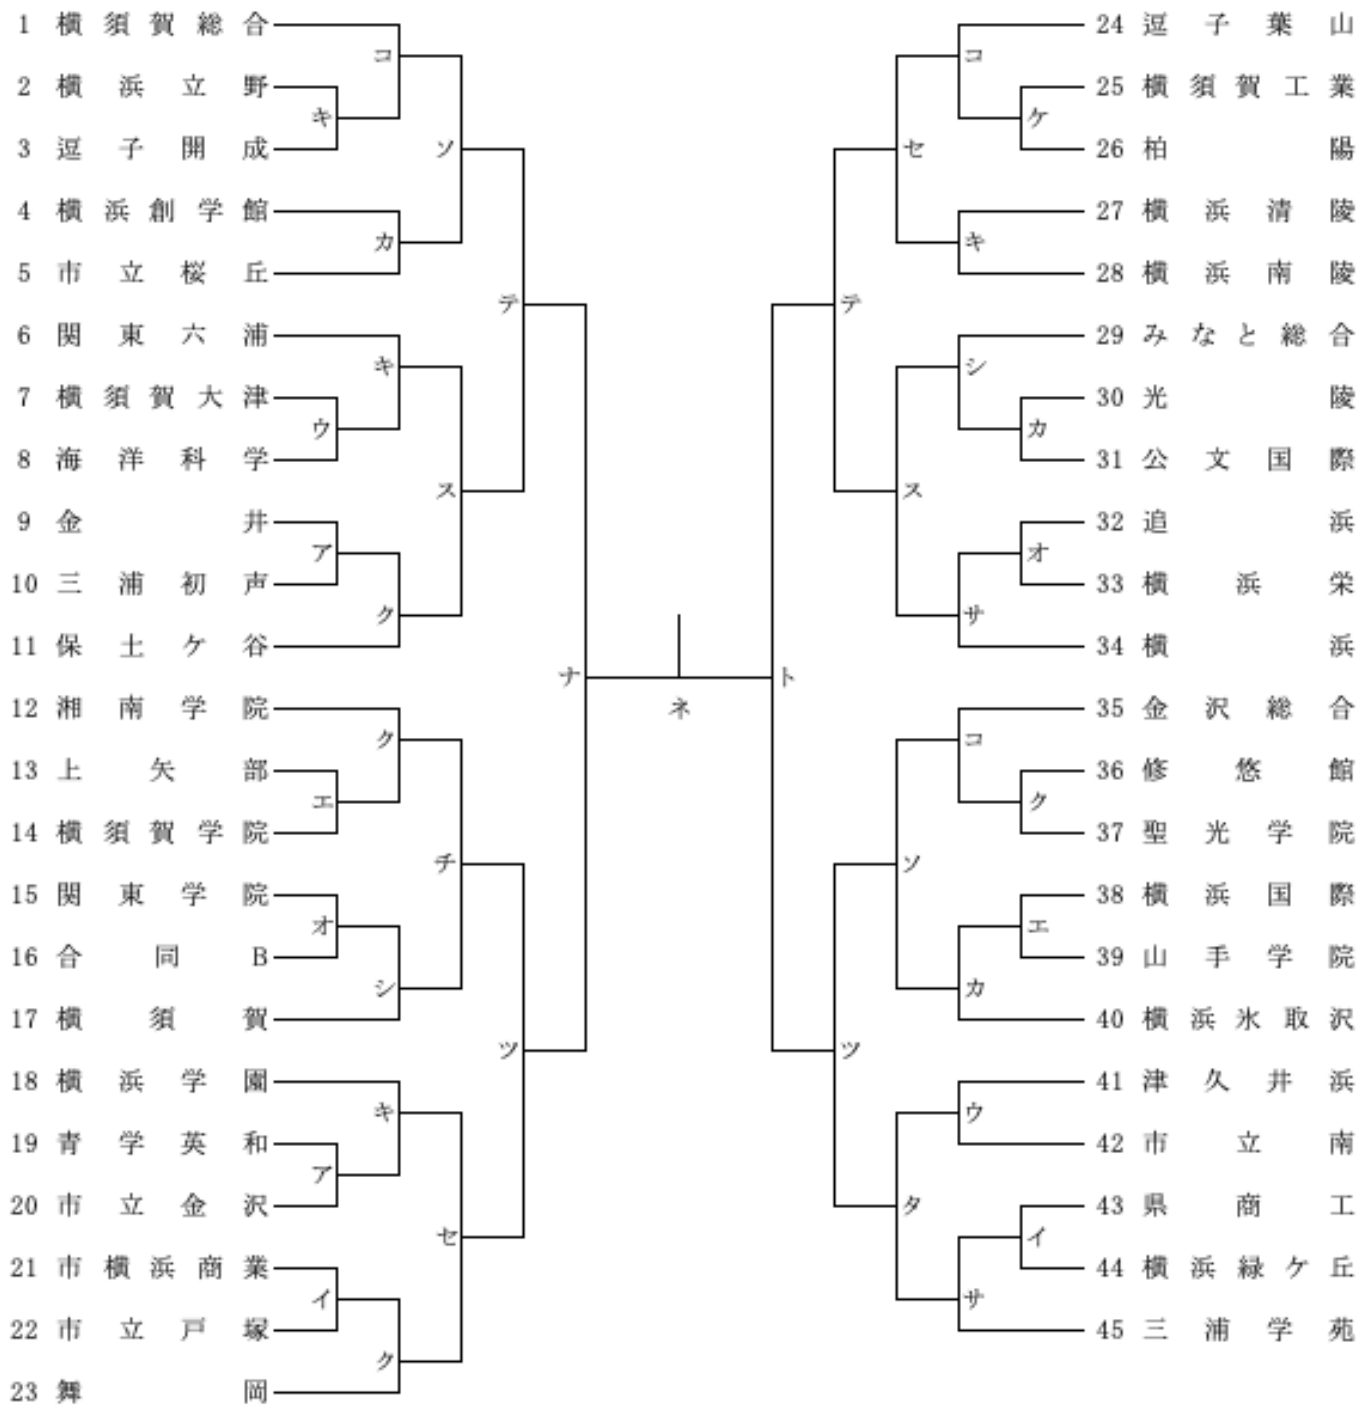 1 横須賀総合
コ
2 横浜立野
キ
3 逗子開成
ソ
4 横浜創学館
カ
5 市立桜丘
テ
6 関東六浦
キ
7 横須賀大津
ウ
8 海洋科学
ス
9 金井
ア
10 三浦初声
ク
11 保土ケ谷
ナ
12 湘南学院
ク
13 上矢部
エ
14 横須賀学院
チ
15 関東学院
オ
16 合同B
シ
17 横須賀
ツ
18 横浜学園
キ
19 青学英和
ア
20 市立金沢
セ
21 市横浜商業
イ
22 市立戸塚
ク
23 舞岡
ネ
24 逗子葉山
コ
25 横須賀工業
ケ
26 柏陽
セ
27 横浜清陵
キ
28 横浜南陵
テ
29 みなと総合
シ
30 光陵
カ
31 公文国際
ス
32 追浜
オ
33 横浜栄
サ
34 横浜
ト
35 金沢総合
コ
36 修悠館
ク
37 聖光学院
ソ
38 横浜国際
エ
39 山手学院
カ
40 横浜氷取沢
ツ
41 津久井浜
ウ
42 市立南
タ
43 県商工
イ
44 横浜緑ケ丘
サ
45 三浦学苑